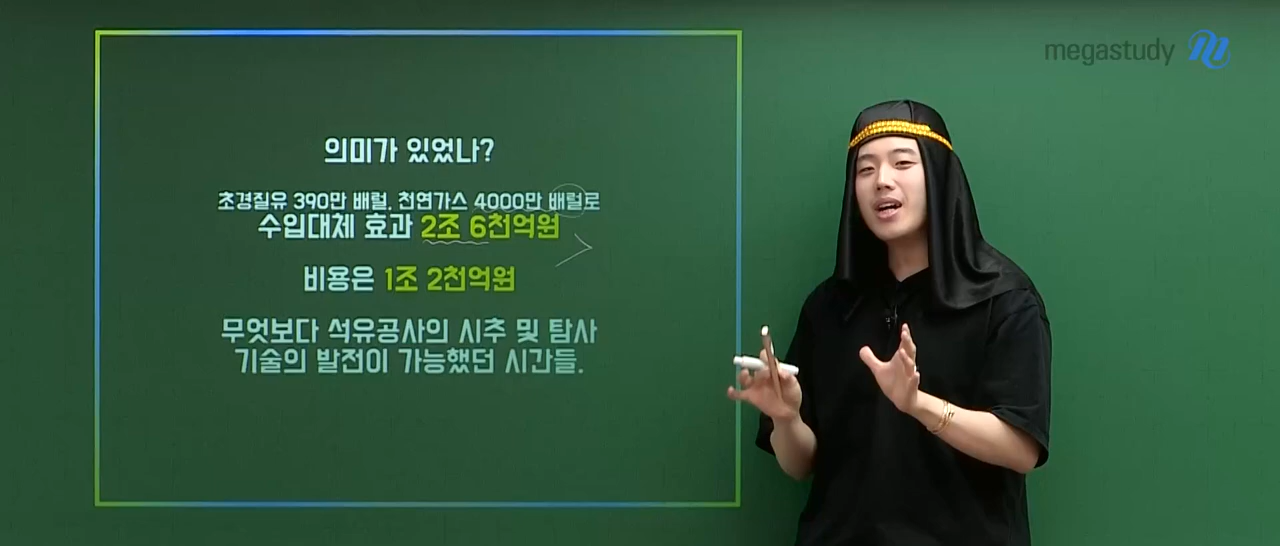 megastudy
의미가 있었나?
초경질유 390만 배럴, 천연가스 4000만 배럴로
수입대체 효과 2조 6천억원
비용은 1조 2천억원
무엇보다 석유공사의 시추 및 탐사
기술의 발전이 가능했던 시간들.